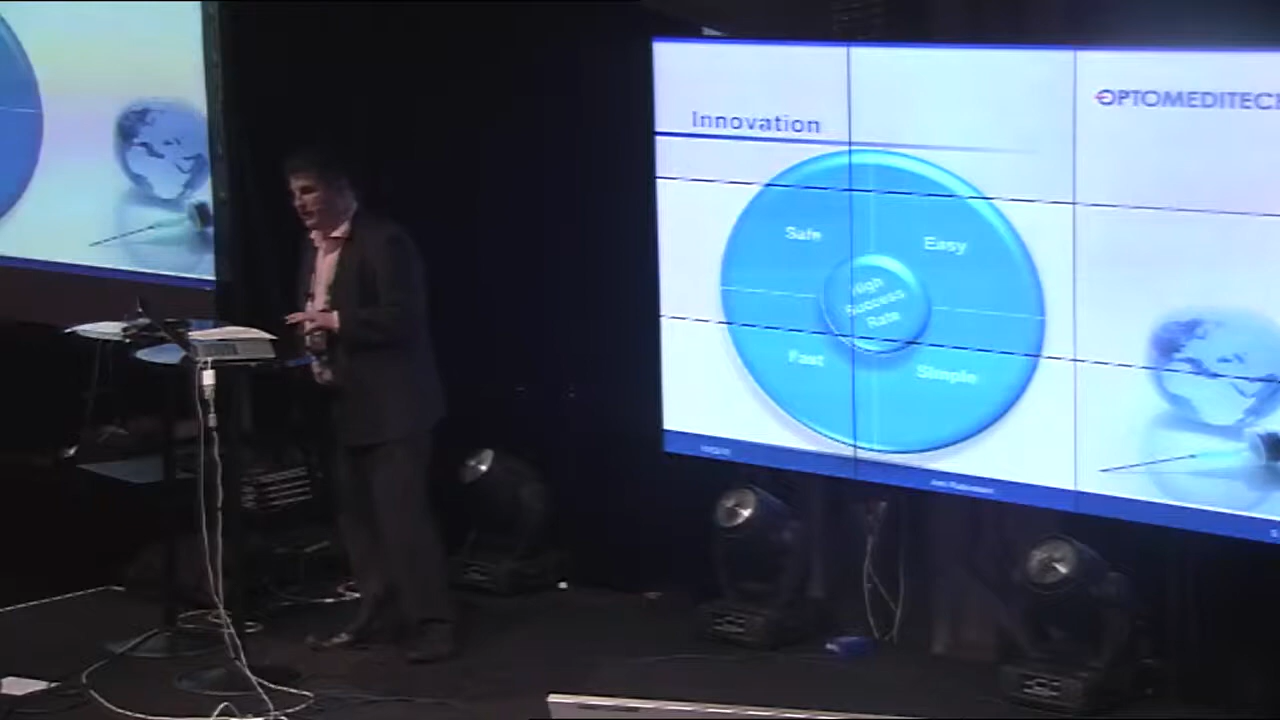 Innovation
OPTOMEDITEC
Safe
Easy
High
Success
Rate
Fast
Simple